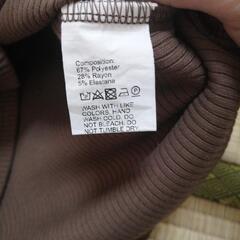 Composition:
67% Polyester
28% Rayon
5% Elastane
WASH WITH LIKE
COLORS, HAND
WASH COLD. DO
NOT BLEACH. DO
NOT TUMBLE DRY.